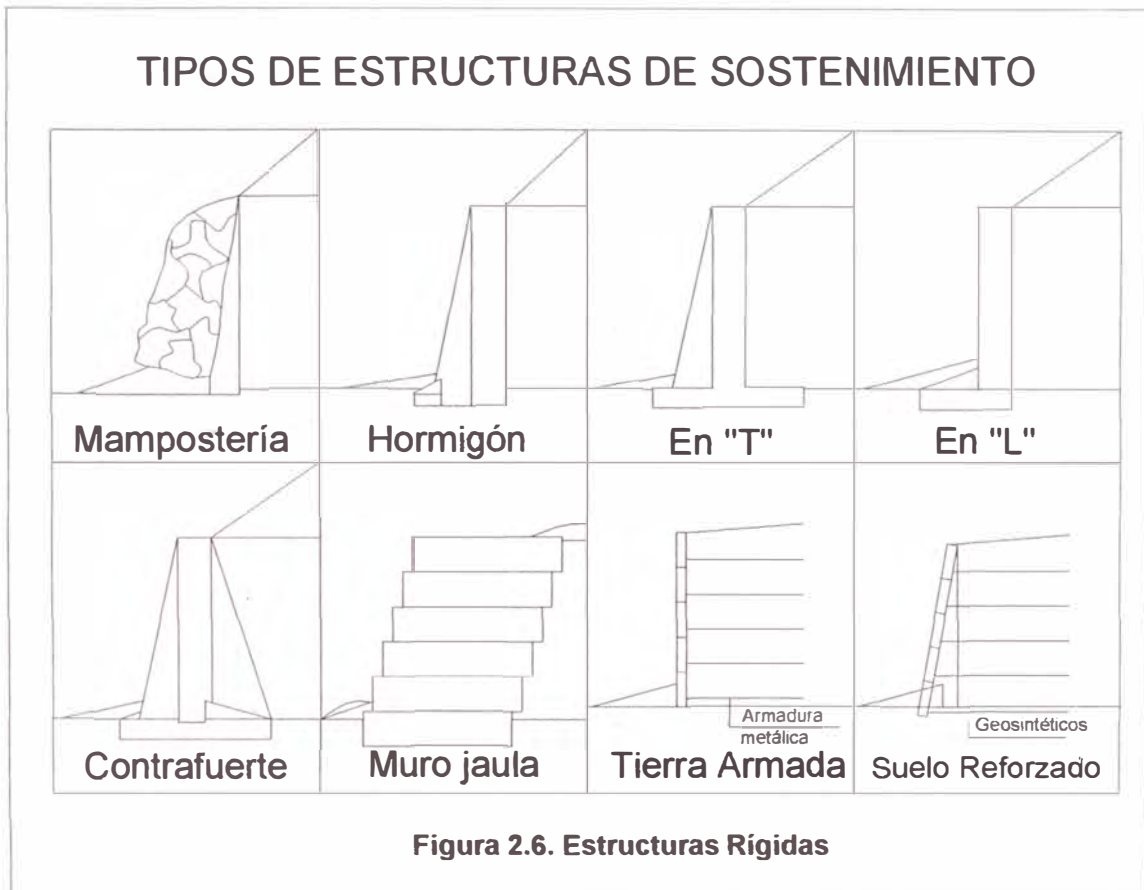 TIPOS DE ESTRUCTURAS DE SOSTENIMIENTO
Mampostería
Hormigón
En "T"
En "L"
Contrafuerte
Muro jaula
Armadura
metálica
Tierra Armada
Geosintéticos
Suelo Reforzado
Figura 2.6. Estructuras Rígidas